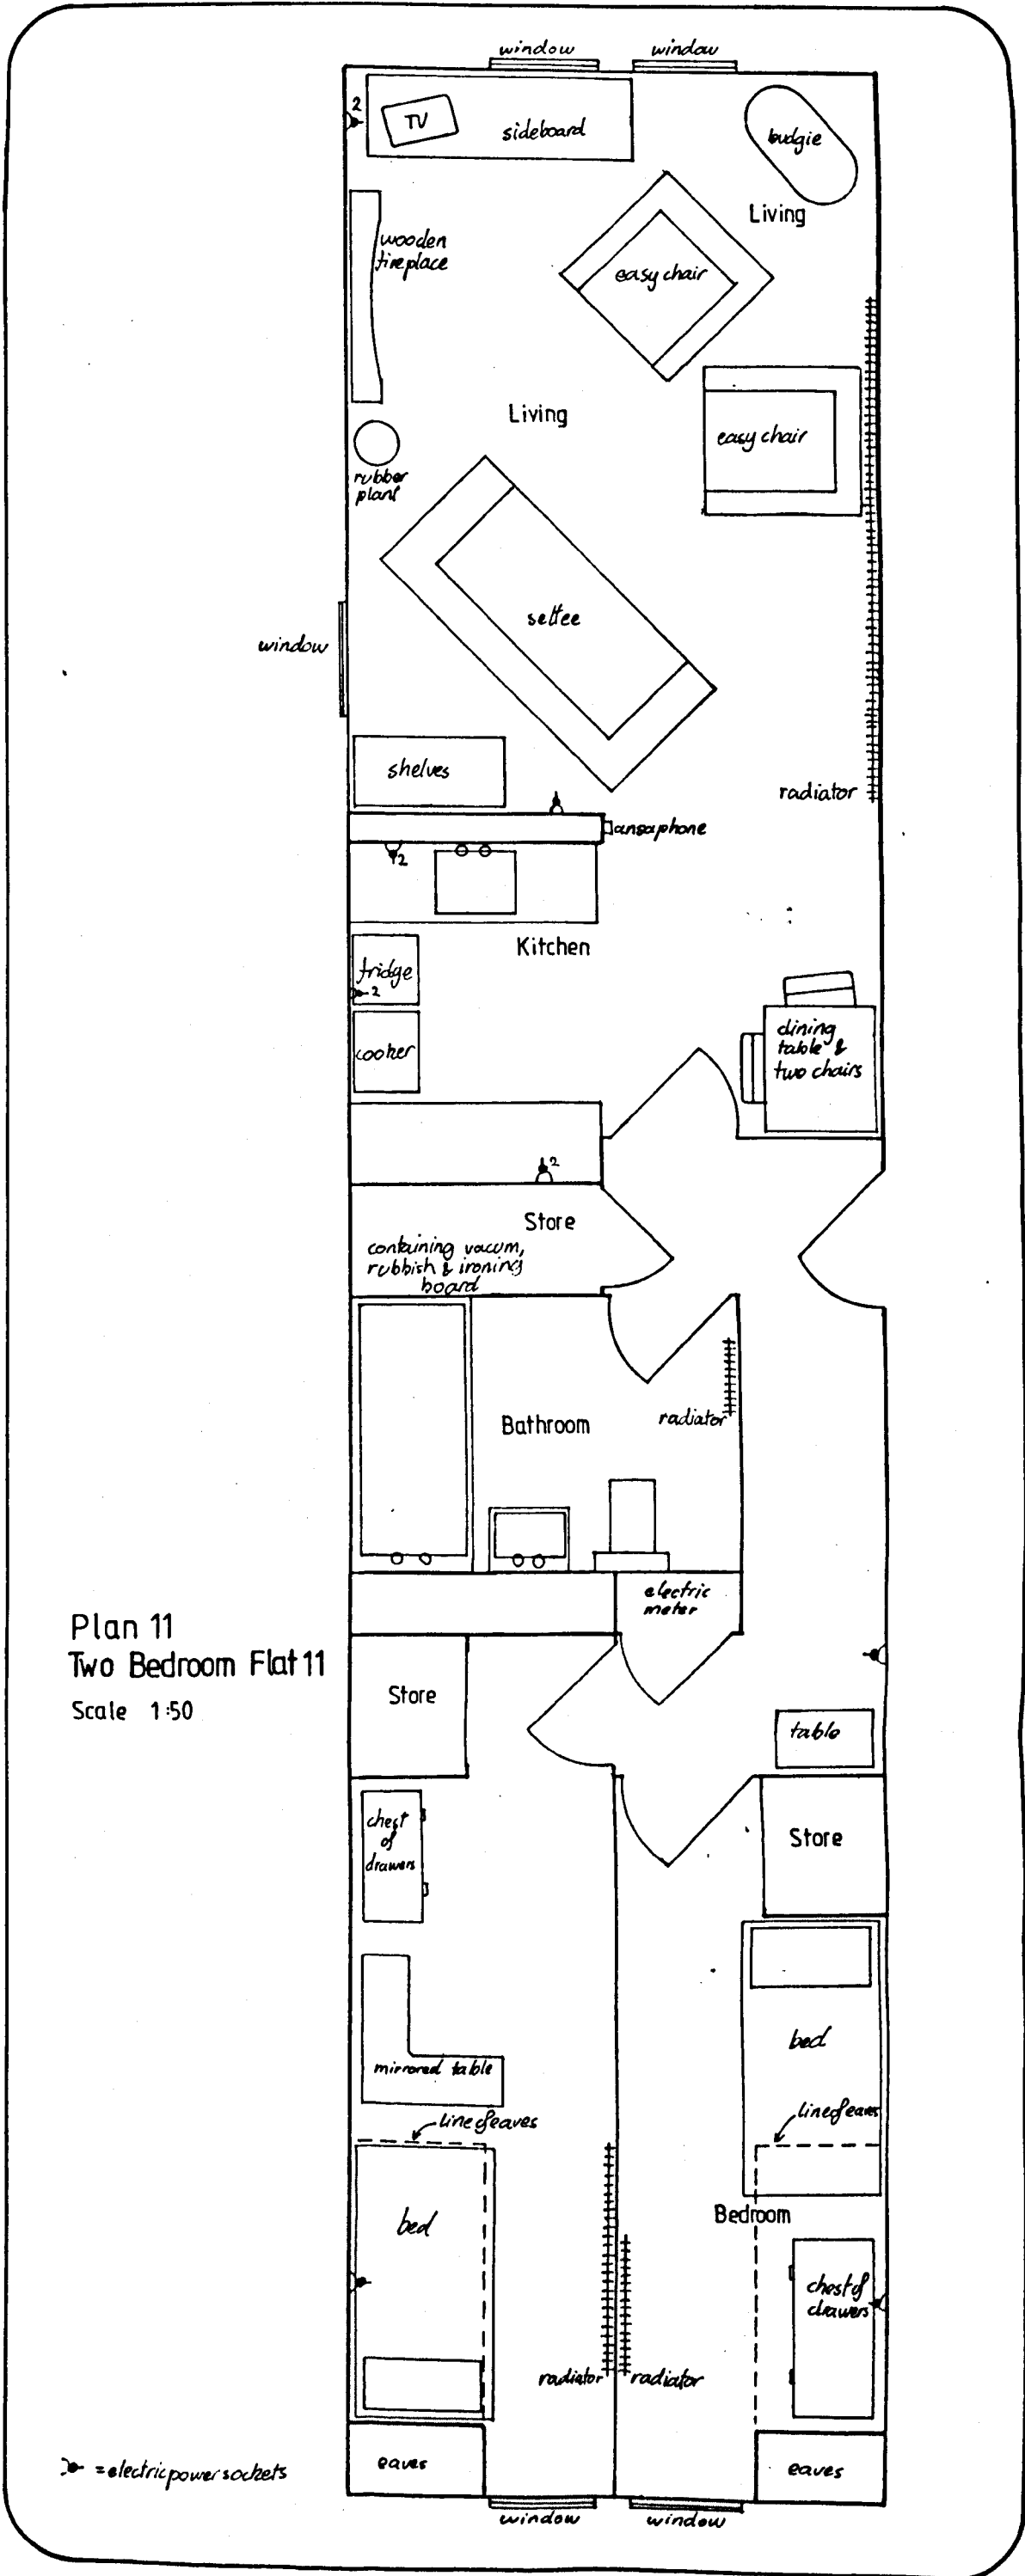 window window
2
TV
sideboard
budgie
Living
wooden
fireplace
easy chair
Living
easy chair
rubber
plant
settee
window
shelves
radiator
ansaphone
2
Kitchen
fridge
2
dining
table &
two chairs
cooker
2
Store
containing vacum,
rubbish & ironing
board
radiator
Bathroom
electric
meter
Plan 11
Two Bedroom Flat 11
Scale 1:50
Store
table
chest
of
drawers
Store
bed
mirrored table
line of eaves
line of eaves
bed
Bedroom
chest of
drawers
radiator radiator
eaves
eaves
= electric power sockets
window window